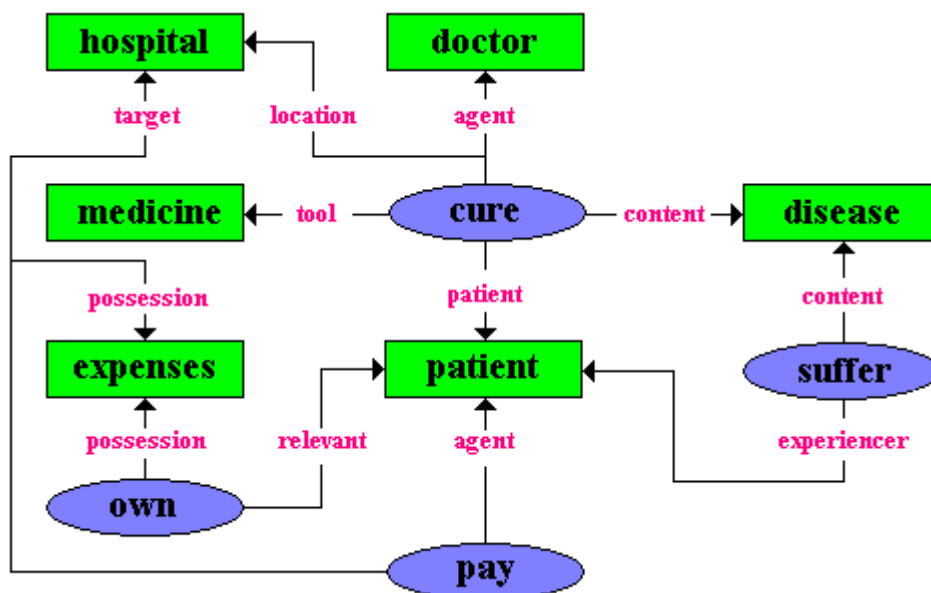 hospital
doctor
target
location
agent
medicine
tool
cure
content
disease
possession
patient
content
expenses
patient
suffer
possession
relevant
agent
experiencer
own
pay